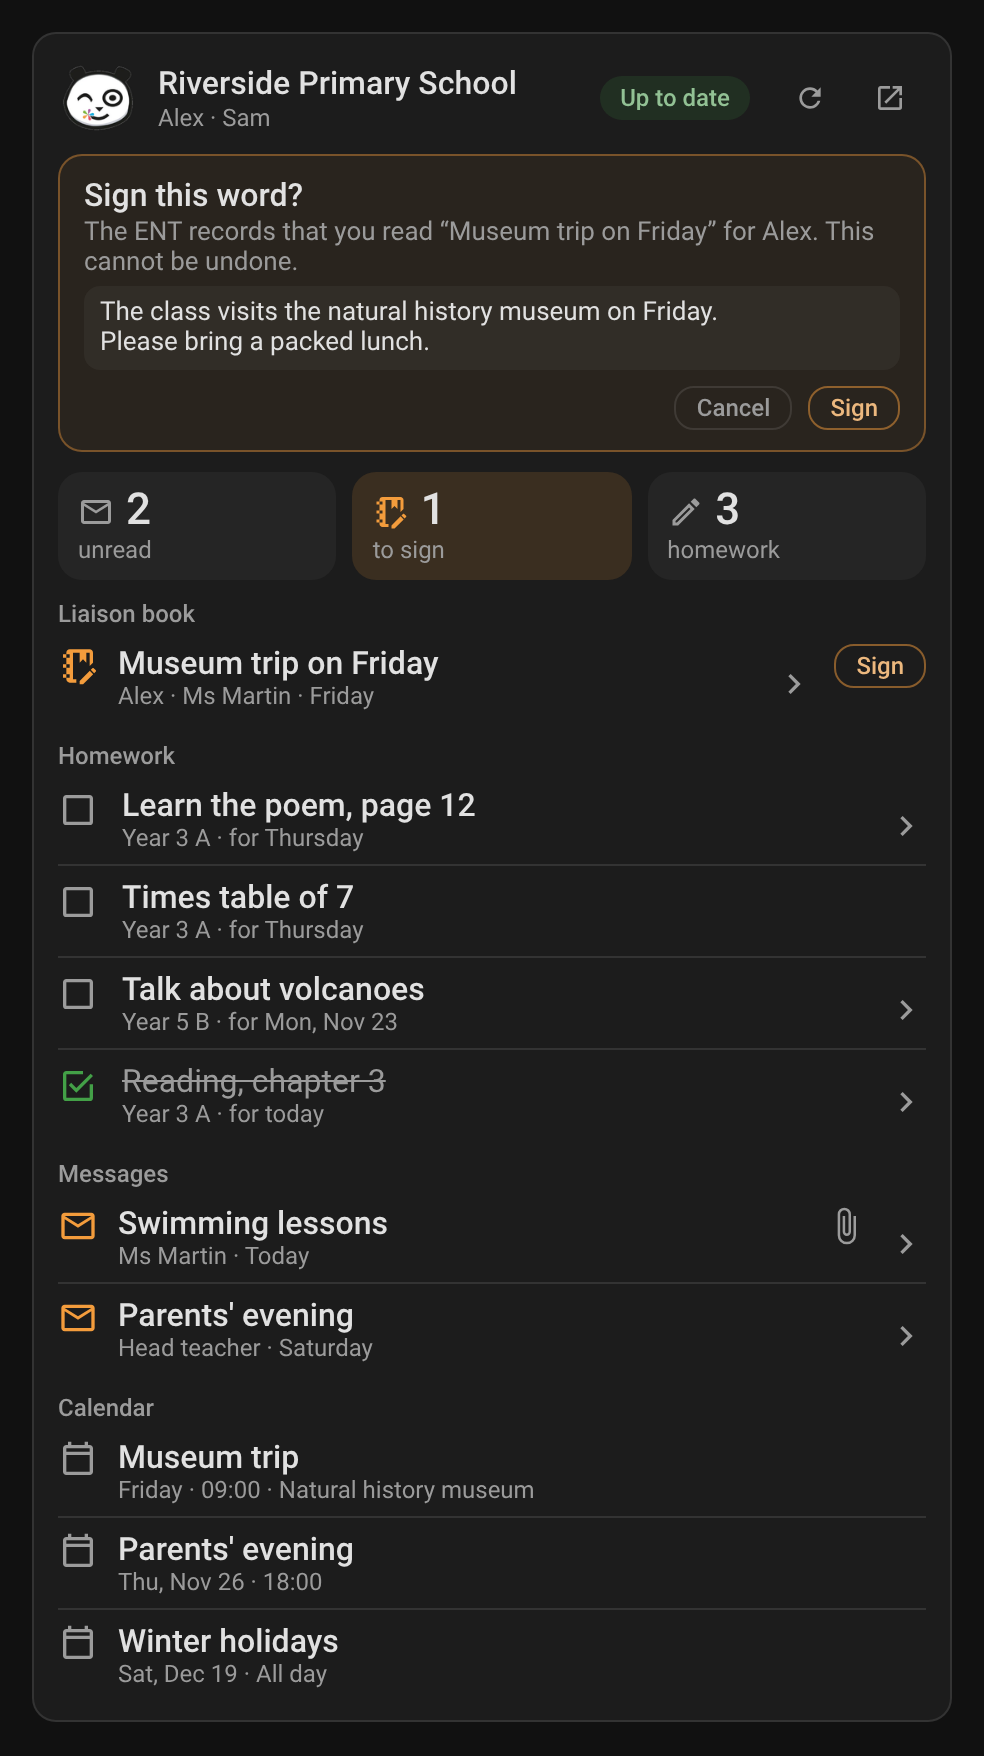 Riverside Primary School
Alex · Sam
Up to date
Sign this word?
The ENT records that you read “Museum trip on Friday” for Alex. This
cannot be undone.
The class visits the natural history museum on Friday.
Please bring a packed lunch.
Cancel
Sign
2
unread
1
to sign
3
homework
Liaison book
Museum trip on Friday
Alex · Ms Martin · Friday
Sign
Homework
Learn the poem, page 12
Year 3 A · for Thursday
Times table of 7
Year 3 A · for Thursday
Talk about volcanoes
Year 5 B · for Mon, Nov 23
Reading, chapter 3
Year 3 A · for today
Messages
Swimming lessons
Ms Martin · Today
Parents' evening
Head teacher · Saturday
Calendar
Museum trip
Friday · 09:00 · Natural history museum
Parents' evening
Thu, Nov 26 · 18:00
Winter holidays
Sat, Dec 19 · All day